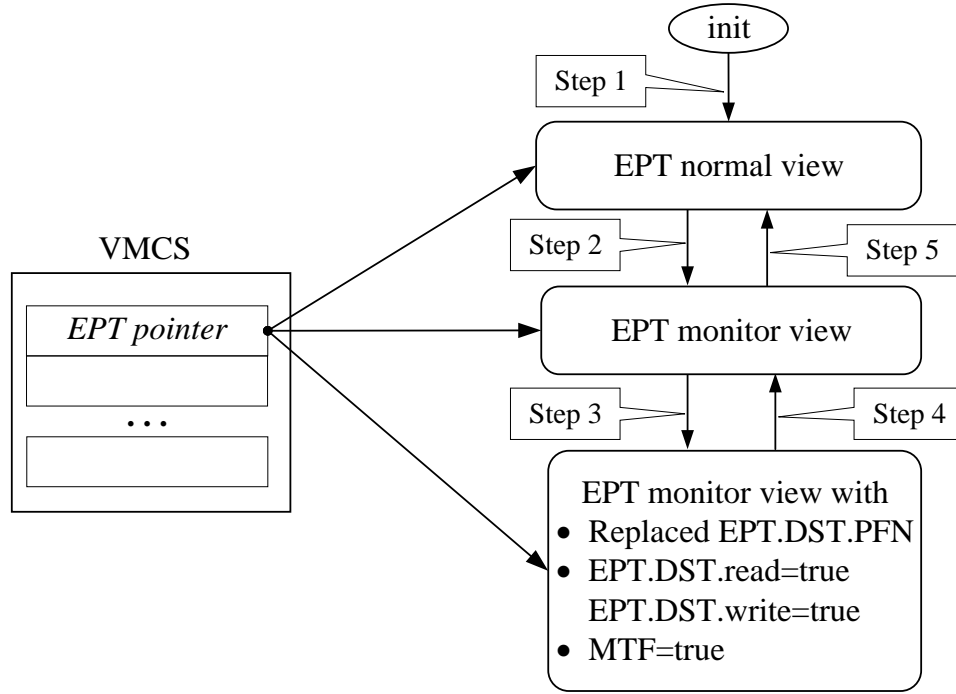 init
Step 1
EPT normal view
Step 2
Step 5
VMCS
EPT pointer
EPT monitor view
...
Step 3
Step 4
EPT monitor view with
• Replaced EPT.DST.PFN
• EPT.DST.read=true
EPT.DST.write=true
• MTF=true